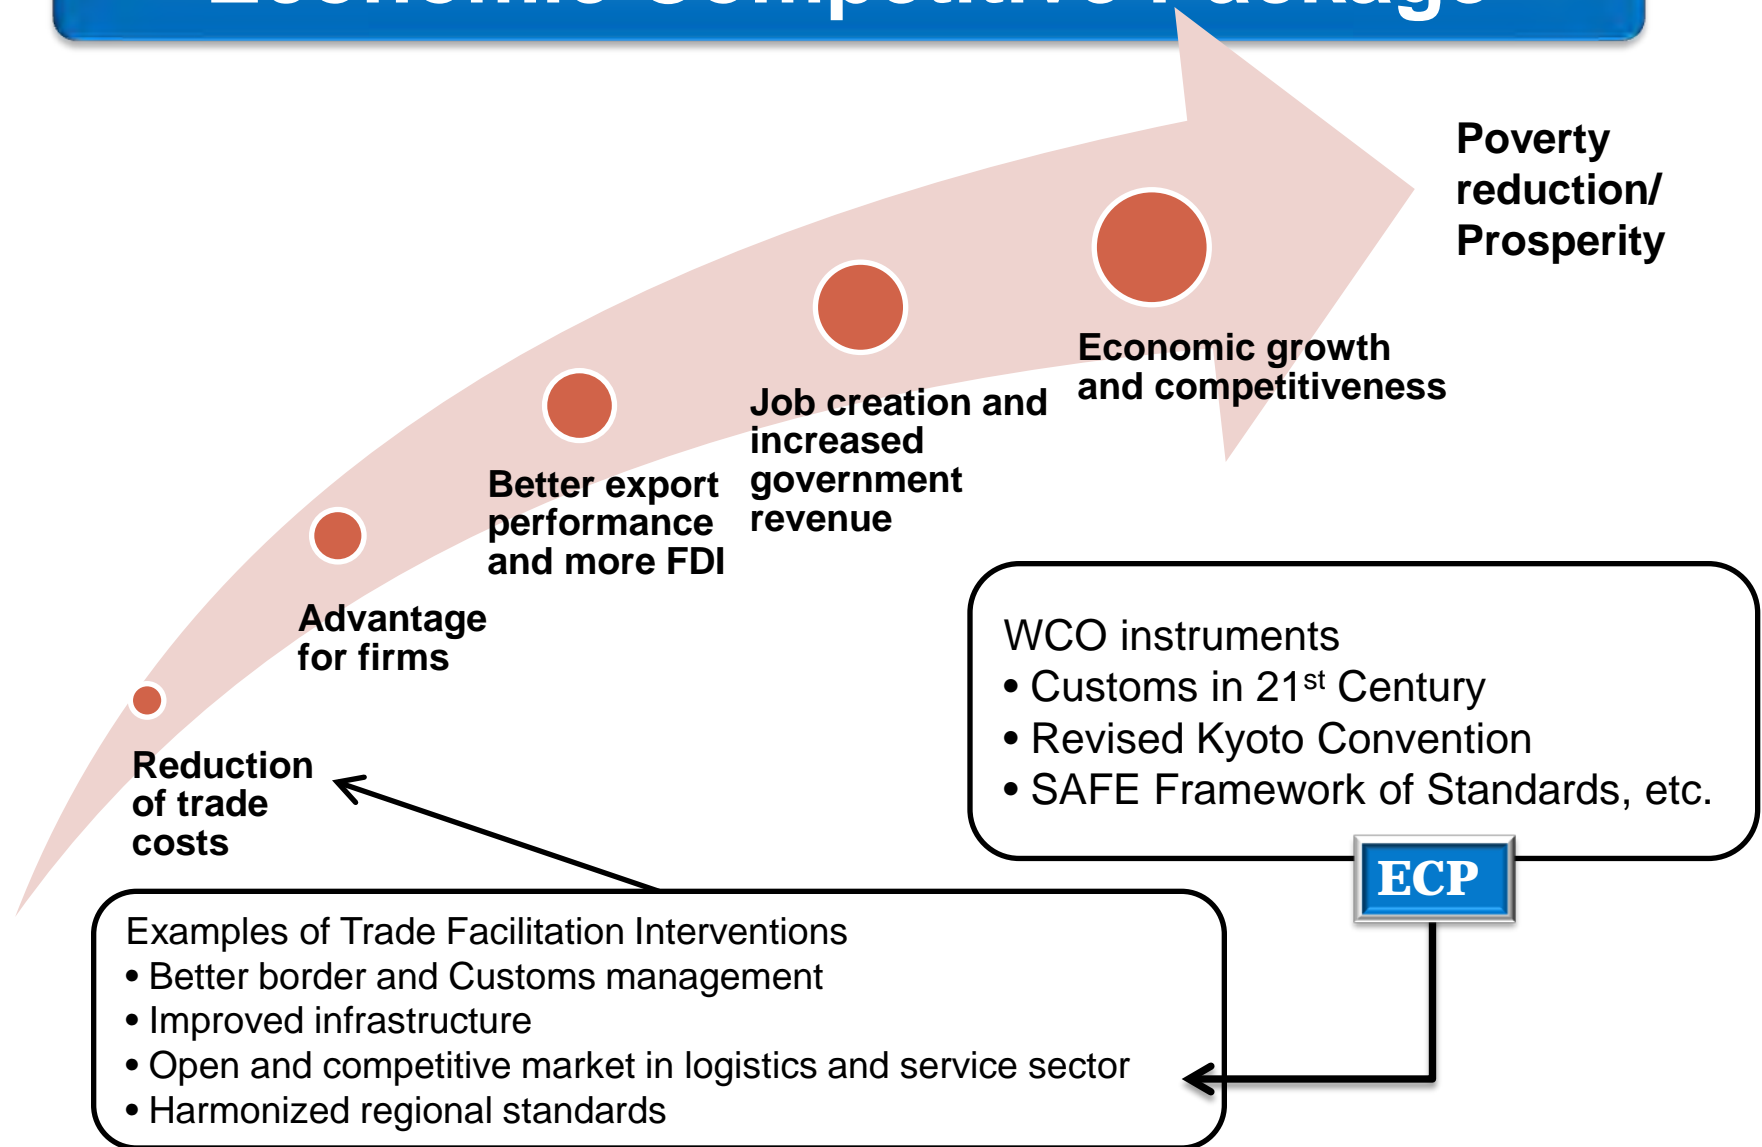 Economic Competitive Package
Poverty
reduction/
Prosperity
Economic growth
and competitiveness
Job creation and
increased
government
revenue
Better export
performance
and more FDI
Advantage
for firms
Reduction
of trade
costs
WCO instruments
• Customs in 21st Century
• Revised Kyoto Convention
• SAFE Framework of Standards, etc.
ECP
Examples of Trade Facilitation Interventions
• Better border and Customs management
• Improved infrastructure
• Open and competitive market in logistics and service sector
• Harmonized regional standards